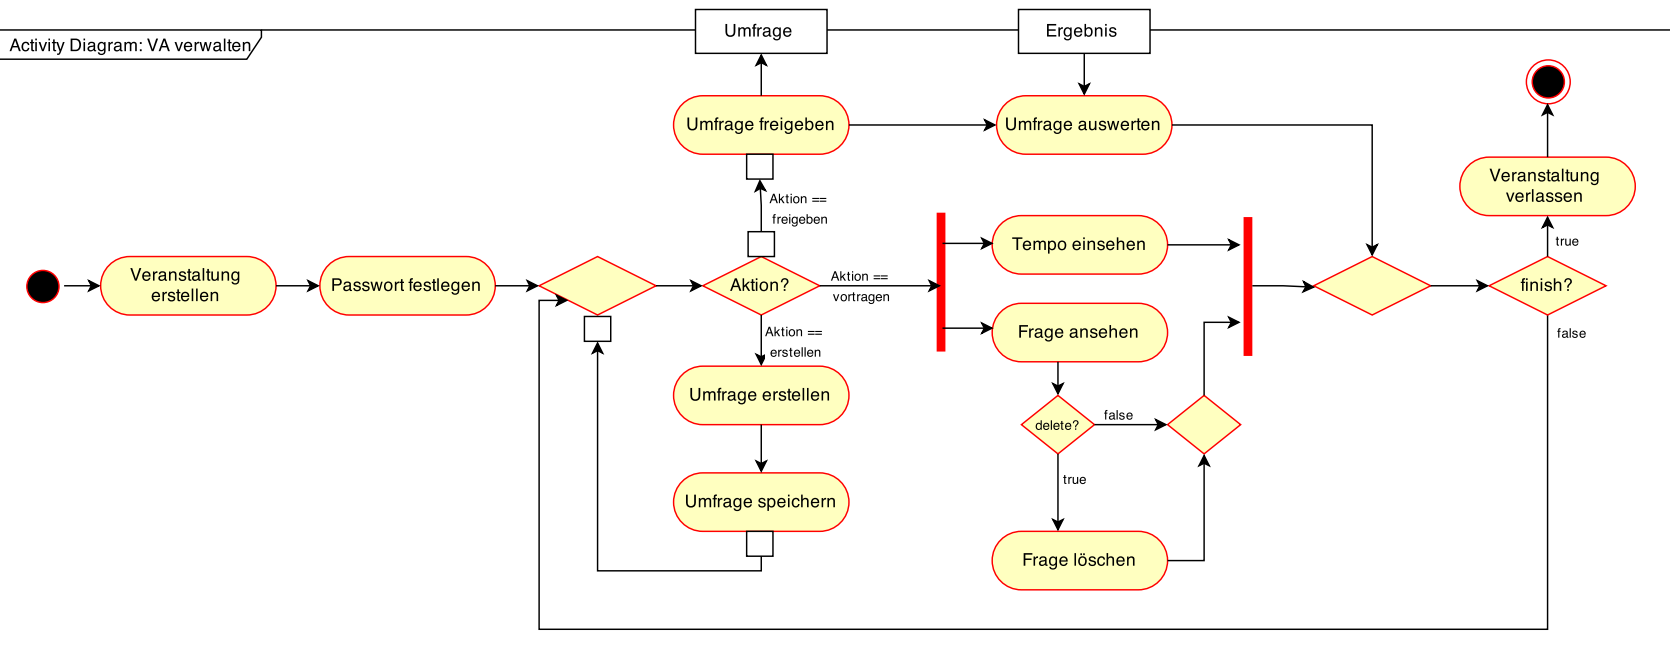 Umfrage
Ergebnis
Activity Diagram: VA verwalten
Umfrage freigeben
Umfrage auswerten
Veranstaltung
verlassen
Aktion ==
freigeben
true
Tempo einsehen
Veranstaltung
erstellen
Passwort festlegen
Aktion?
Aktion ==
vortragen
finish?
Aktion ==
erstellen
Frage ansehen
false
Umfrage erstellen
delete?
false
true
Umfrage speichern
Frage löschen